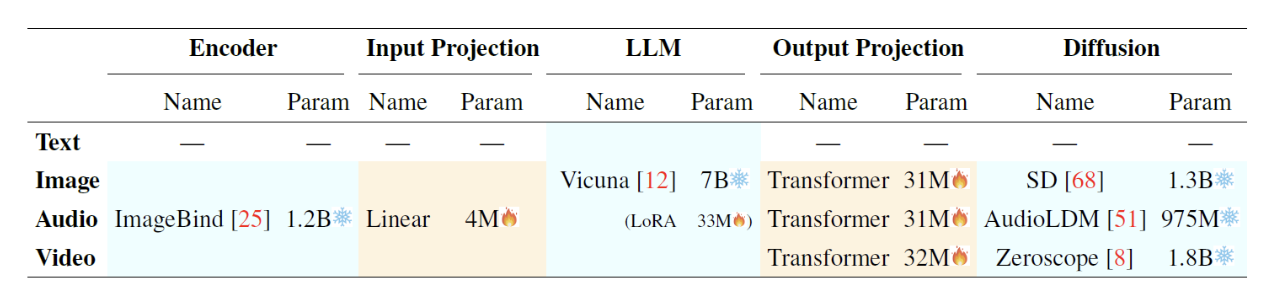 Encoder Input Projection LLM Output Projection Diffusion
Name Param Name Param Name Param Name Param Name Param
Text — — — — — — — —
Image Vicuna [12] 7B❄️ Transformer 31M🔥 SD [68] 1.3B❄️
Audio ImageBind [25] 1.2B❄️ Linear 4M🔥 (LoRA 33M🔥) Transformer 31M🔥 AudioLDM [51] 975M❄️
Video Transformer 32M🔥 Zeroscope [8] 1.8B❄️